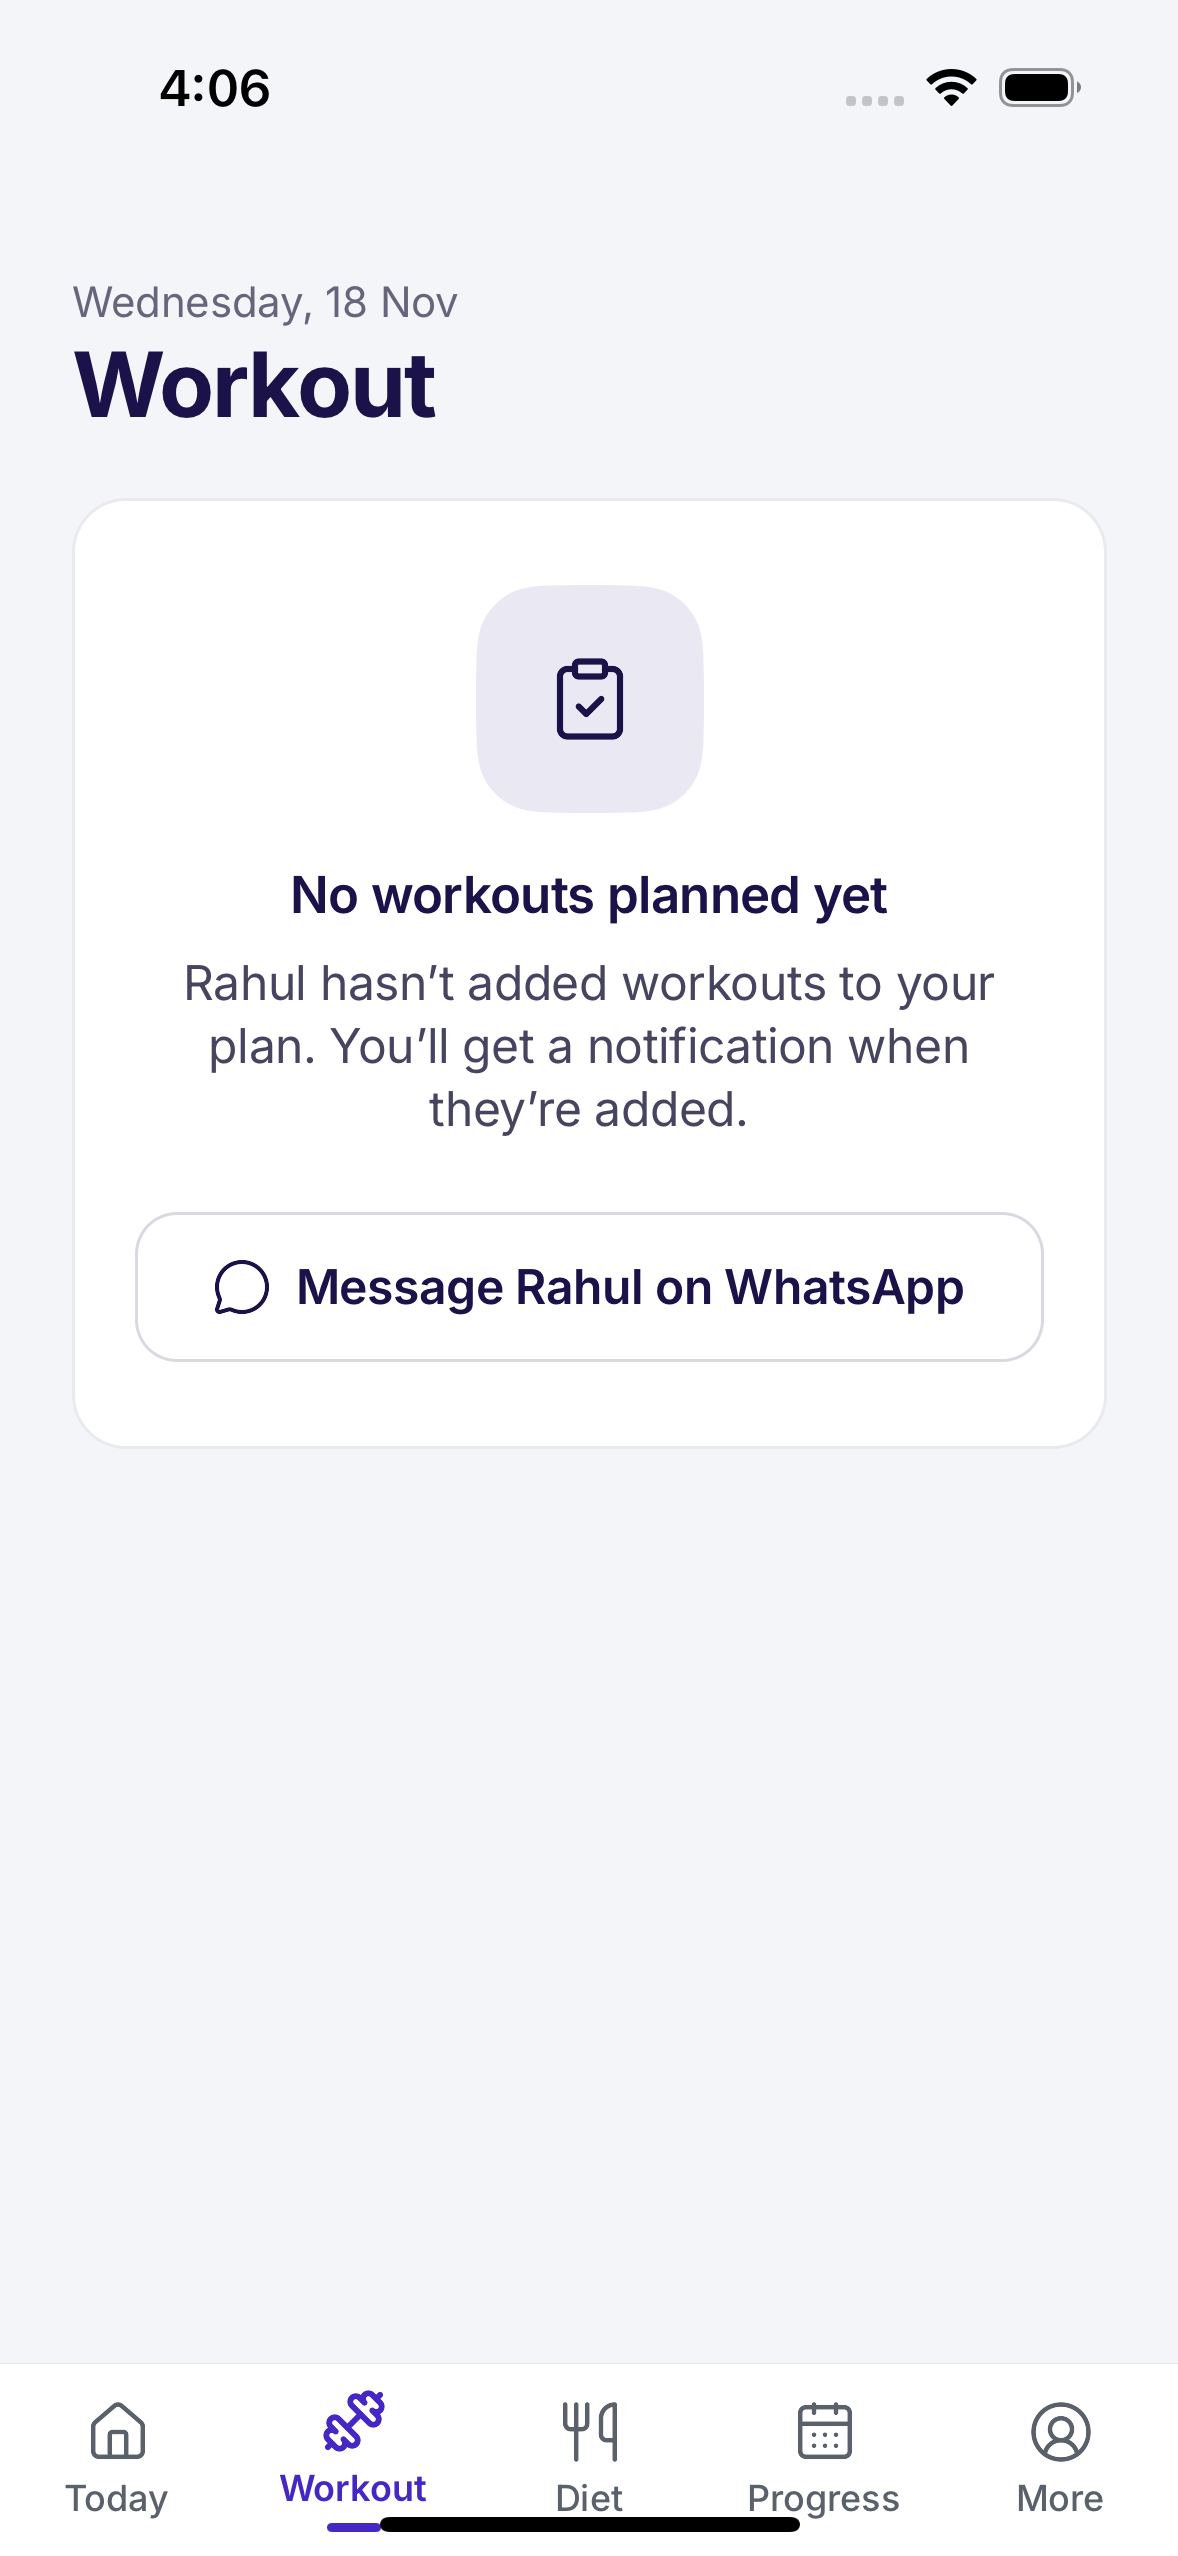 4:06
Wednesday, 18 Nov
Workout
No workouts planned yet
Rahul hasn’t added workouts to your
plan. You’ll get a notification when
they’re added.
Message Rahul on WhatsApp
Today
Workout
Diet
Progress
More